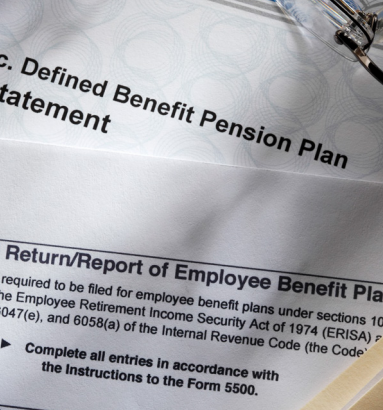 c. Defined Benefit Pension Plan
tatement
Return/Report of Employee Benefit Pla
required to be filed for employee benefit plans under sections 10
he Employee Retirement Income Security Act of 1974 (ERISA) a
6047(e), and 6058(a) of the Internal Revenue Code (the Code)
► Complete all entries in accordance with
the Instructions to the Form 5500.